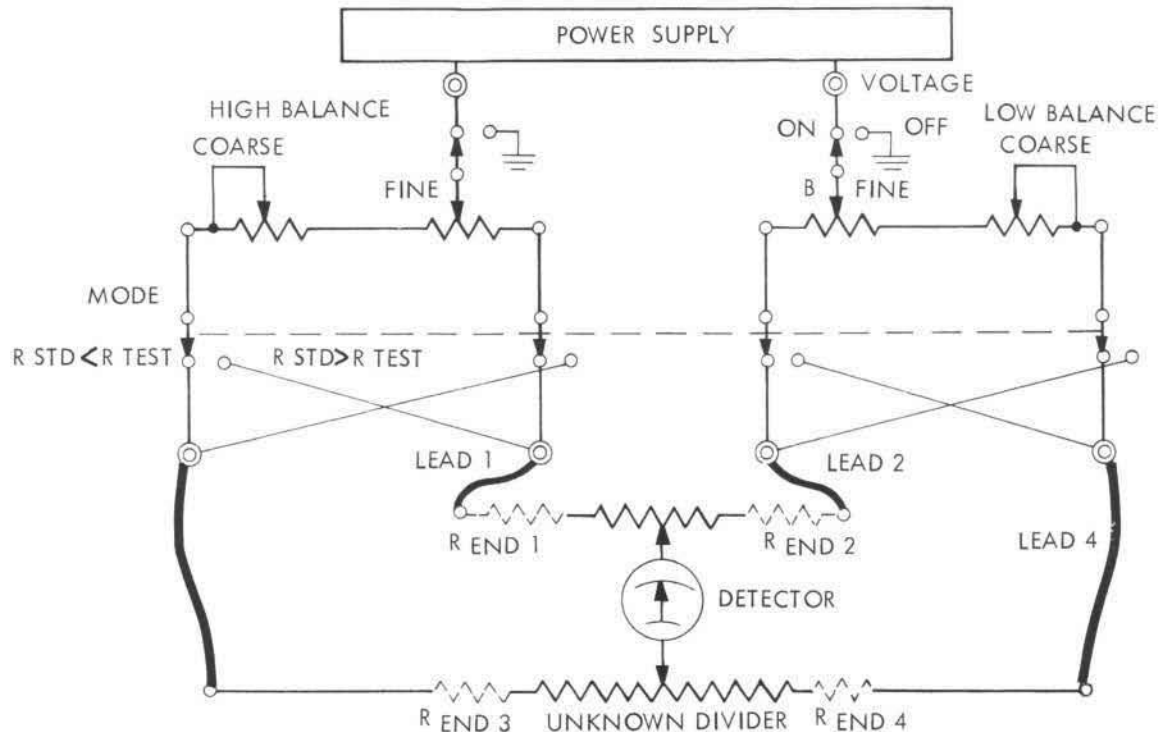 POWER SUPPLY
VOLTAGE
HIGH BALANCE
COARSE
FINE
ON
OFF
LOW BALANCE
COARSE
B
FINE
MODE
R STD < R TEST
R STD > R TEST
LEAD 1
LEAD 2
R END 1
R END 2
LEAD 4
DETECTOR
R END 3
UNKNOWN DIVIDER
R END 4